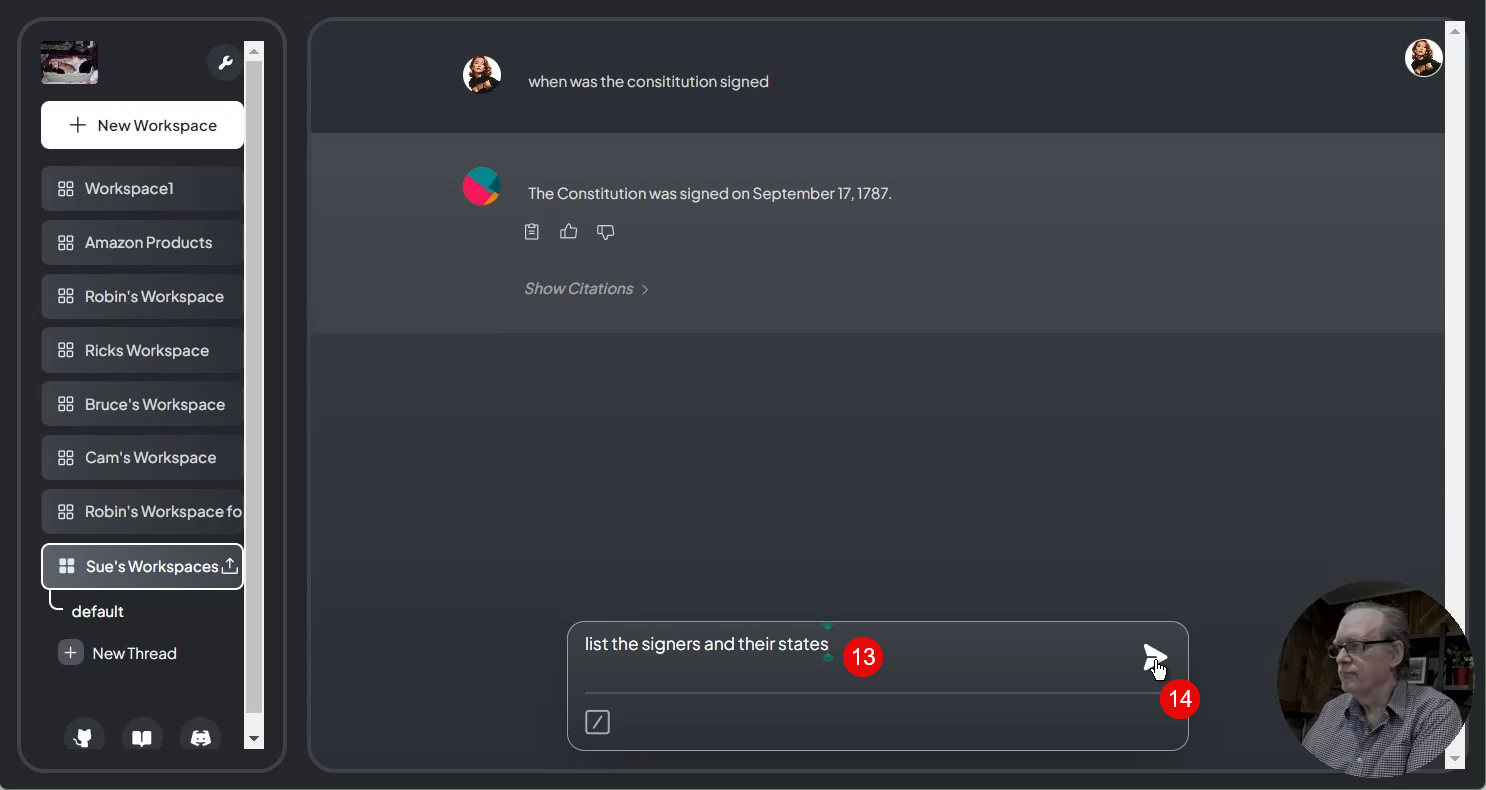 New Workspace
Workspace1
Amazon Products
Robin's Workspace
Ricks Workspace
Bruce's Workspace
Cam's Workspace
Robin's Workspace fo
Sue's Workspaces
default
New Thread
when was the consititution signed
The Constitution was signed on September 17, 1787.
Show Citations
list the signers and their states
13
14